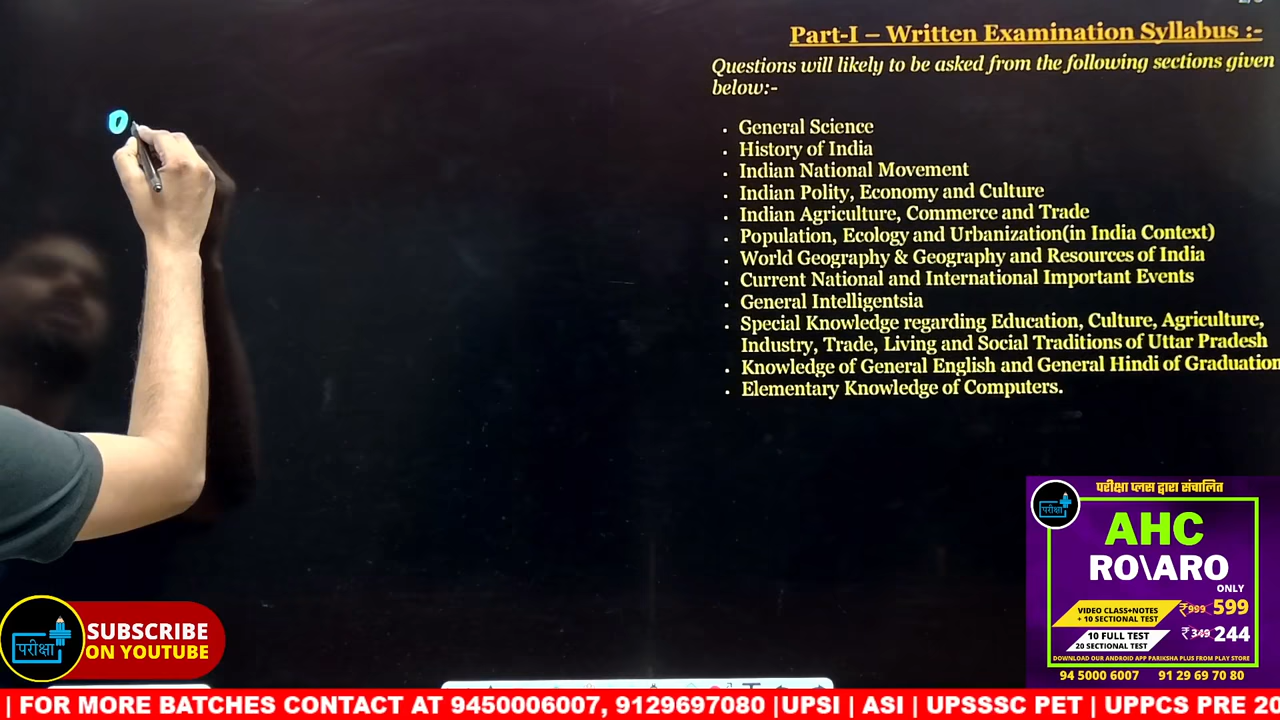 Part-I – Written Examination Syllabus :-
Questions will likely to be asked from the following sections given
below:-
• General Science
• History of India
• Indian National Movement
• Indian Polity, Economy and Culture
• Indian Agriculture, Commerce and Trade
• Population, Ecology and Urbanization(in India Context)
• World Geography & Geography and Resources of India
• Current National and International Important Events
• General Intelligentsia
• Special Knowledge regarding Education, Culture, Agriculture,
Industry, Trade, Living and Social Traditions of Uttar Pradesh
• Knowledge of General English and General Hindi of Graduation
• Elementary Knowledge of Computers.
परीक्षा प्लस द्वारा संचालित
परीक्षा
AHC
RO\ARO
ONLY
VIDEO CLASS+NOTES
+ 10 SECTIONAL TEST
₹999 599
10 FULL TEST
20 SECTIONAL TEST
₹349 244
DOWNLOAD OUR ANDROID APP PARIKSHA PLUS FROM PLAY STORE
94 5000 6007 91 29 69 70 80
परीक्षा
SUBSCRIBE
ON YOUTUBE
| FOR MORE BATCHES CONTACT AT 9450006007, 9129697080 |UPSI | ASI | UPSSSC PET | UPPCS PRE 20